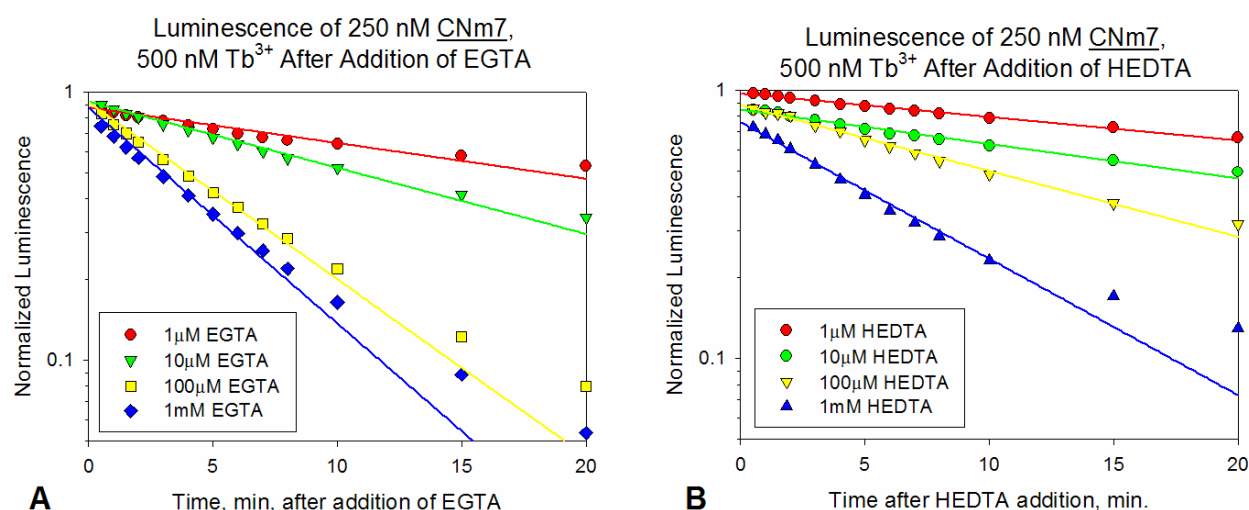 Luminescence of 250 nM CNm7,
500 nM Tb³⁺ After Addition of EGTA
Normalized Luminescence
1
0.1
1μM EGTA
10μM EGTA
100μM EGTA
1mM EGTA
0 5 10 15 20
A
Time, min. after addition of EGTA
Luminescence of 250 nM CNm7,
500 nM Tb³⁺ After Addition of HEDTA
Normalized Luminescence
1
0.1
1μM HEDTA
10μM HEDTA
100μM HEDTA
1mM HEDTA
0 5 10 15 20
B
Time after HEDTA addition, min.